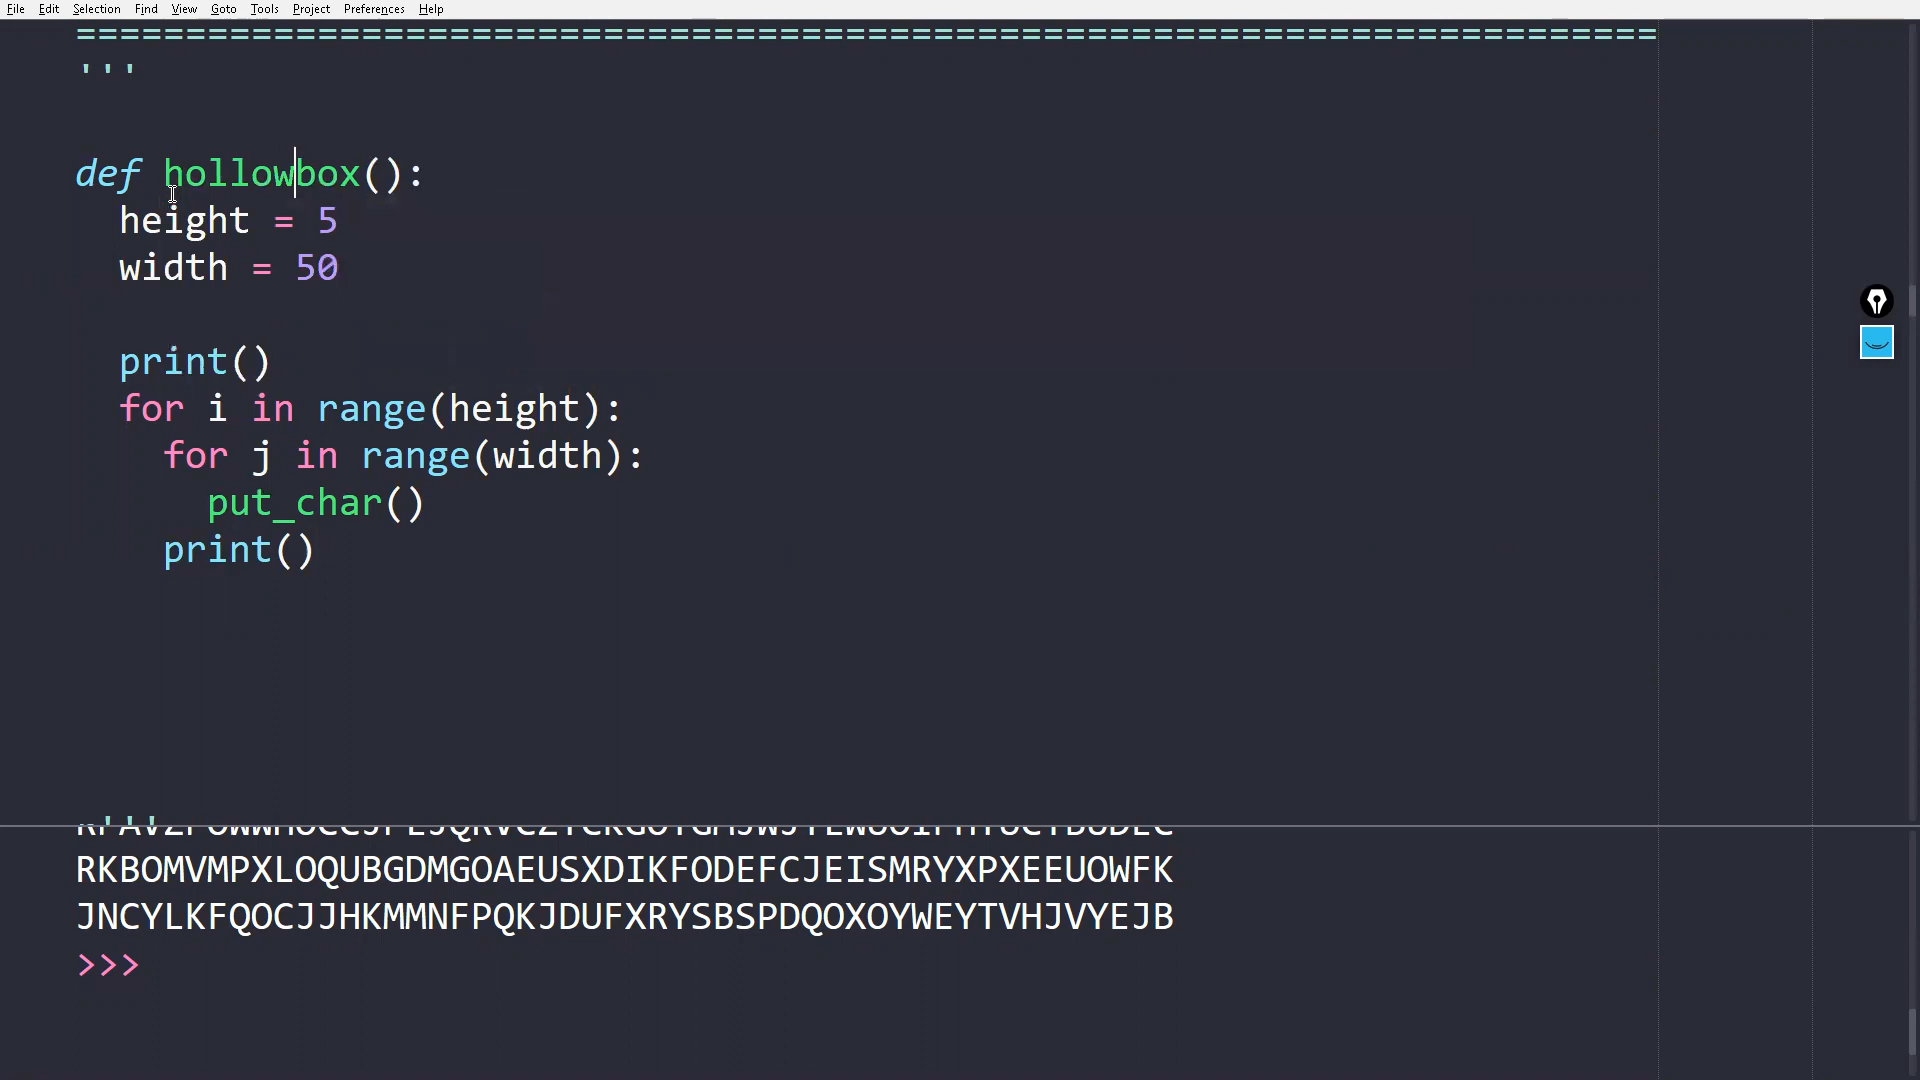 File Edit Selection Find View Goto Tools Project Preferences Help
========================================================================
'''
def hollowbox():
height = 5
width = 50
print()
for i in range(height):
for j in range(width):
put_char()
print()
RKBOMVMPXLOQUBGDMGOAEUSXDIKFODEFCJEISMRYXPXEEUOWFK
JNCYLKFQOCJJHKMMNFPQKJDUFXRYSBSPDQOXOYWEYTVHJVYEJB
>>>